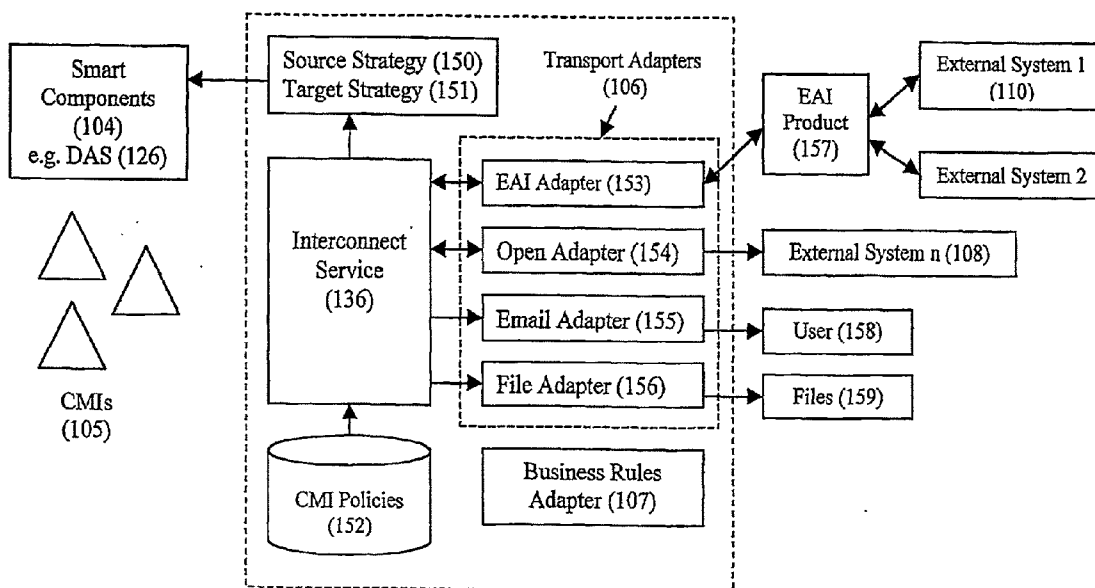 Smart
Components
(104)
e.g. DAS (126)
CMIs
(105)
Source Strategy (150)
Target Strategy (151)
Interconnect
Service
(136)
CMI Policies
(152)
Transport Adapters
(106)
EAI Adapter (153)
Open Adapter (154)
Email Adapter (155)
File Adapter (156)
Business Rules
Adapter (107)
EAI
Product
(157)
External System 1
(110)
External System 2
External System n (108)
User (158)
Files (159)